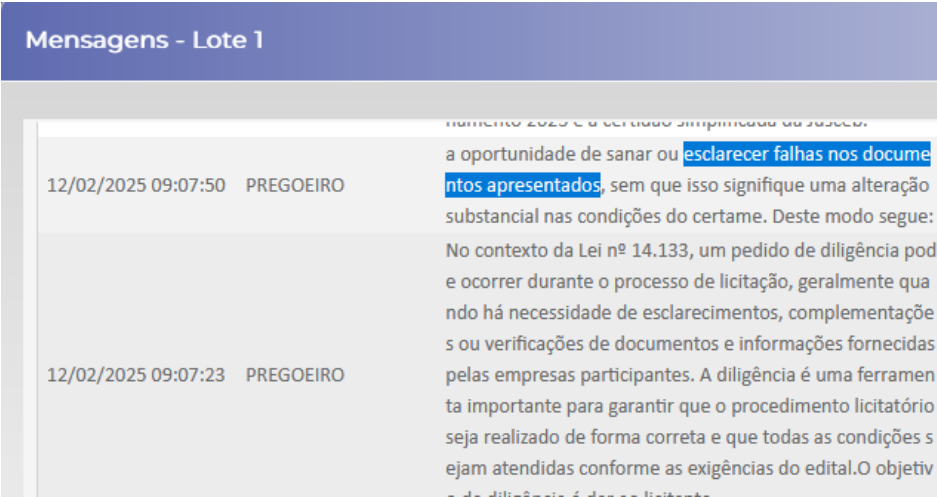 Mensagens - Lote 1
a oportunidade de sanar ou esclarecer falhas nos docume
12/02/2025 09:07:50 PREGOEIRO ntos apresentados, sem que isso signifique uma alteração
substancial nas condições do certame. Deste modo segue:
No contexto da Lei nº 14.133, um pedido de diligência pod
e ocorrer durante o processo de licitação, geralmente qua
ndo há necessidade de esclarecimentos, complementaçõe
s ou verificações de documentos e informações fornecidas
12/02/2025 09:07:23 PREGOEIRO pelas empresas participantes. A diligência é uma ferramen
ta importante para garantir que o procedimento licitatório
seja realizado de forma correta e que todas as condições s
ejam atendidas conforme as exigências do edital.O objetiv